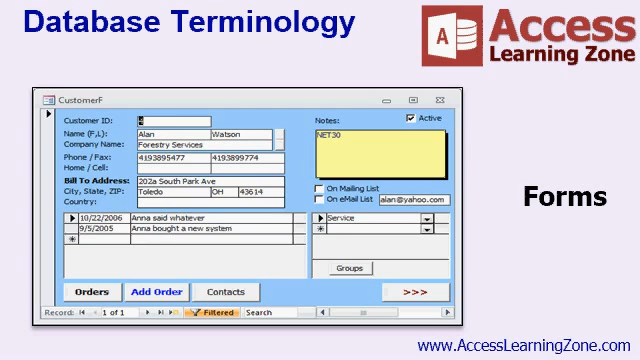 Database Terminology
Access
Learning Zone
CustomerF
Customer ID: 4
Name (F,L): Alan Watson
Company Name: Forestry Services
Phone / Fax: 4193895477 4193899774
Home / Cell:
Bill To Address: 202a South Park Ave
City, State, ZIP: Toledo OH 43614
Country:
Notes: Active
NET30
On Mailing List
On eMail List alan@yahoo.com
10/22/2006 Anna said whatever
9/5/2005 Anna bought a new system
Service
Groups
Orders Add Order Contacts >>>
Record: 1 of 1 Filtered Search
Forms
www.AccessLearningZone.com